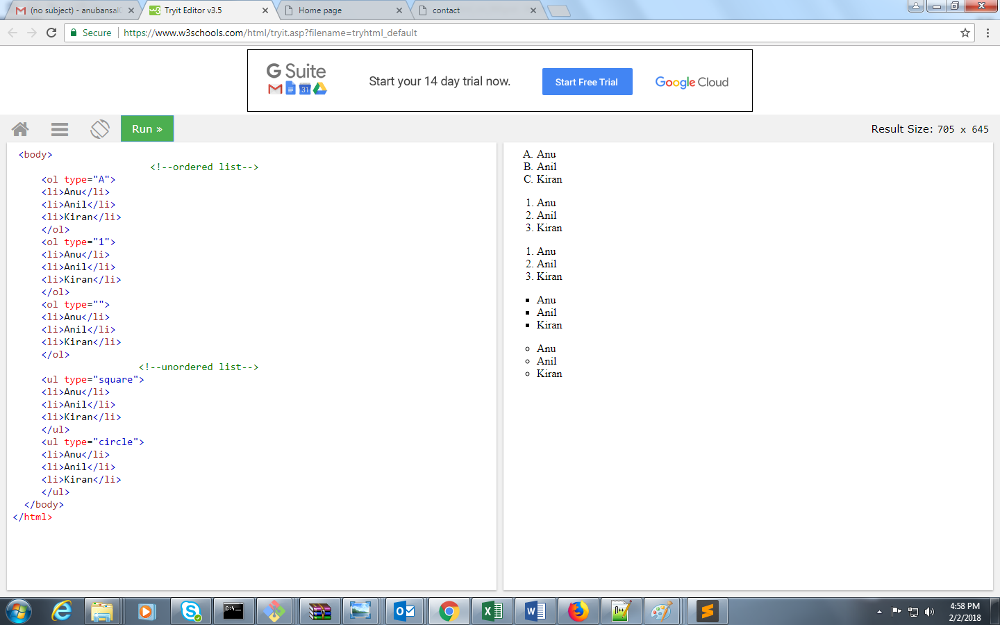 (no subject) - anubansal(
Tryit Editor v3.5
Home page
contact
Secure
https://www.w3schools.com/html/tryit.asp?filename=tryhtml_default
G Suite
31
Start your 14 day trial now.
Start Free Trial
Google Cloud
Run »
Result Size: 705 x 645
<body>
<!--ordered list-->
<ol type="A">
<li>Anu</li>
<li>Anil</li>
<li>Kiran</li>
</ol>
<ol type="1">
<li>Anu</li>
<li>Anil</li>
<li>Kiran</li>
</ol>
<ol type="">
<li>Anu</li>
<li>Anil</li>
<li>Kiran</li>
</ol>
<!--unordered list-->
<ul type="square">
<li>Anu</li>
<li>Anil</li>
<li>Kiran</li>
</ul>
<ul type="circle">
<li>Anu</li>
<li>Anil</li>
<li>Kiran</li>
</ul>
</body>
</html>
A. Anu
B. Anil
C. Kiran
1. Anu
2. Anil
3. Kiran
1. Anu
2. Anil
3. Kiran
Anu
Anil
Kiran
Anu
Anil
Kiran
4:58 PM
2/2/2018